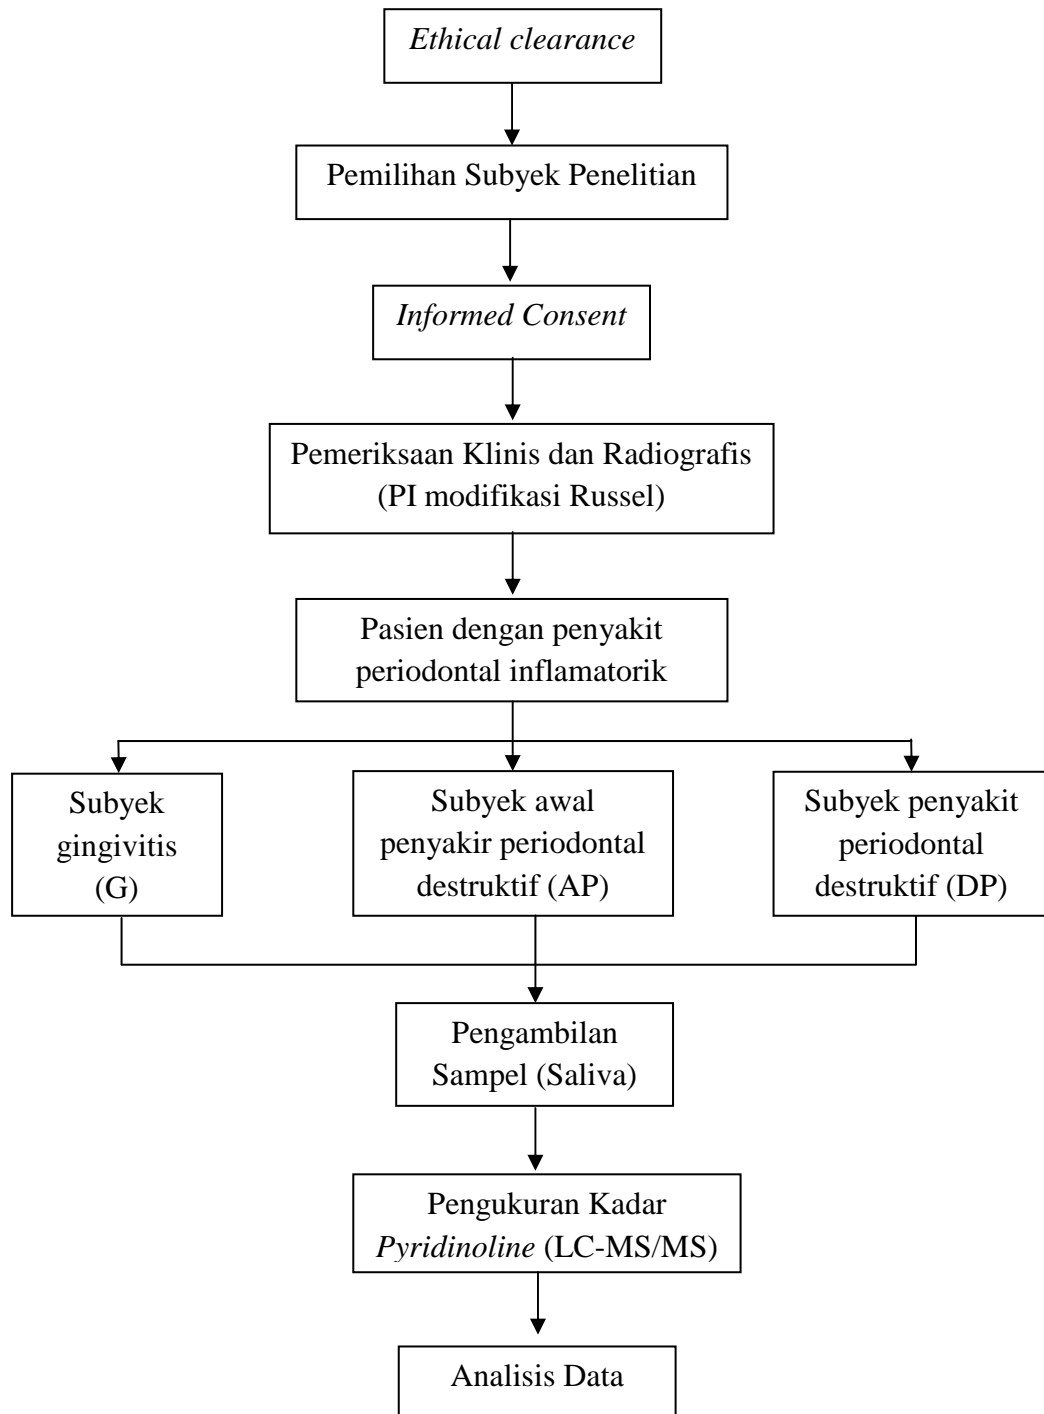 Ethical clearance
Pemilihan Subyek Penelitian
Informed Consent
Pemeriksaan Klinis dan Radiografis
(PI modifikasi Russel)
Pasien dengan penyakit
periodontal inflamatorik
Subyek
gingivitis
(G)
Subyek awal
penyakir periodontal
destruktif (AP)
Subyek penyakit
periodontal
destruktif (DP)
Pengambilan
Sampel (Saliva)
Pengukuran Kadar
Pyridinoline (LC-MS/MS)
Analisis Data